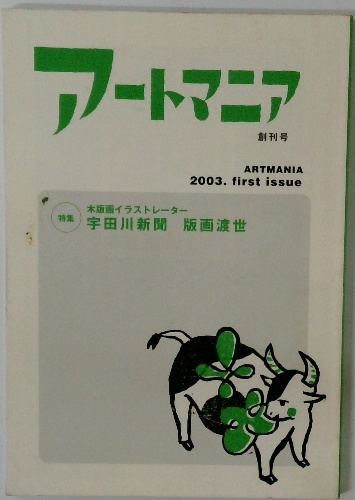 アートマニア
創刊号
ARTMANIA
2003. first issue
特集
木版画イラストレーター
宇田川新聞 版画渡世